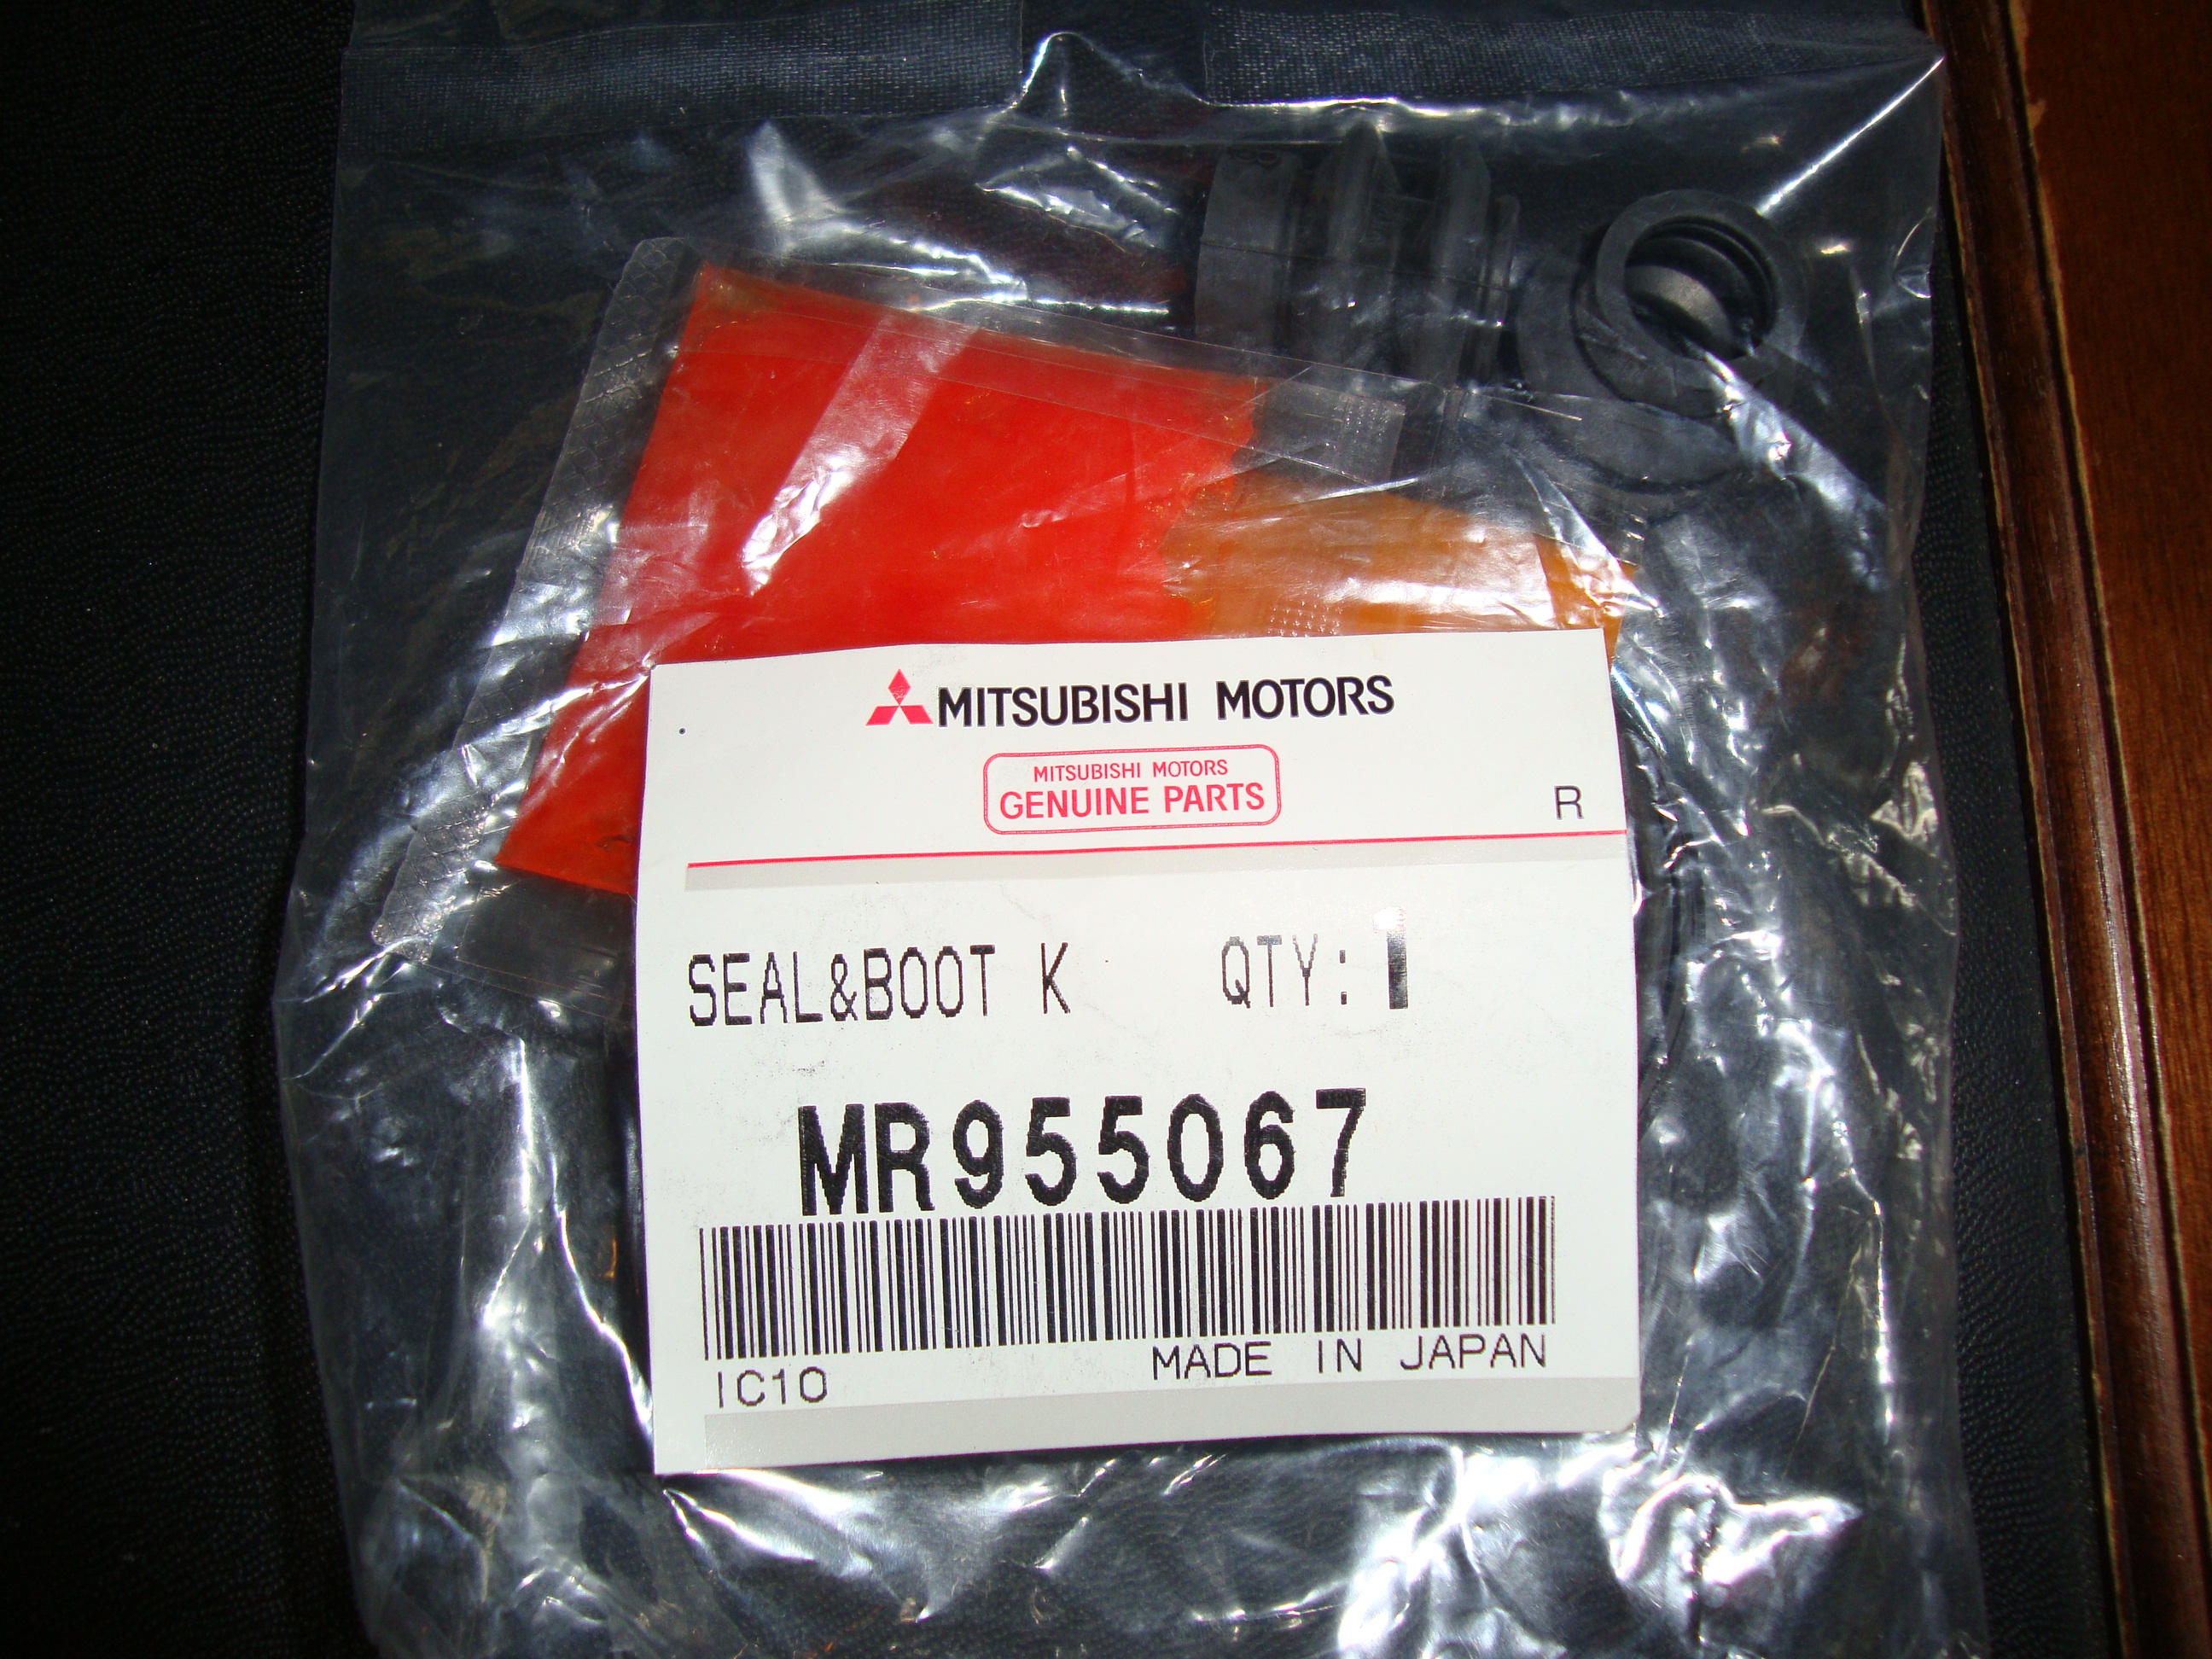 MITSUBISHI MOTORS
MITSUBISHI MOTORS
GENUINE PARTS
R
SEAL&BOOT K QTY: 1
MR955067
IC10 MADE IN JAPAN